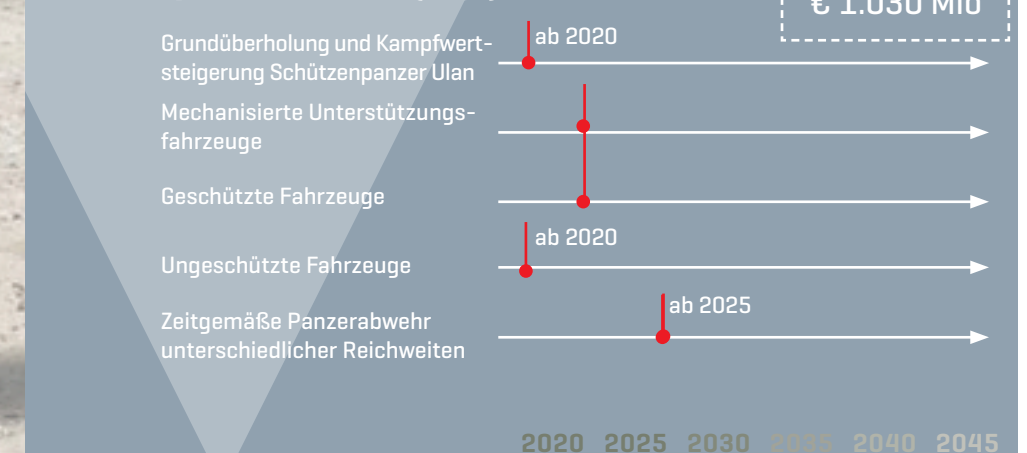 € 1.030 Mio
ab 2020
Grundüberholung und Kampfwert-
steigerung Schützenpanzer Ulan
Mechanisierte Unterstützungs-
fahrzeuge
Geschützte Fahrzeuge
ab 2020
Ungeschützte Fahrzeuge
ab 2025
Zeitgemäße Panzerabwehr
unterschiedlicher Reichweiten
2020 2025 2030 2035 2040 2045